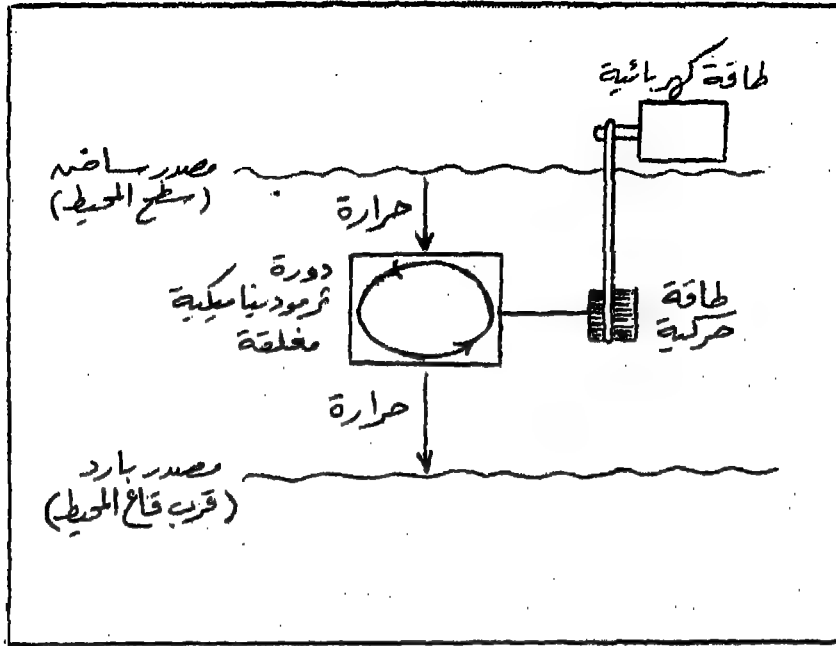 طاقة كهربائية
مصدر ساخن
(سطح المحيط)
حرارة
دورة
ثرموديناميكية
مغلقة
طاقة
حركية
حرارة
مصدر بارد
(قرب قاع المحيط)